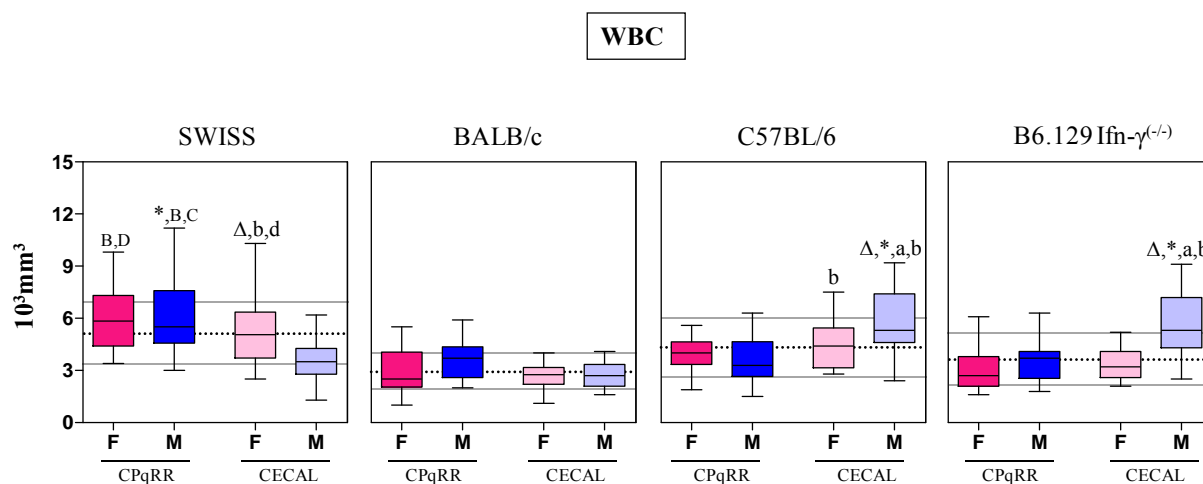 WBC
SWISS BALB/c C57BL/6 B6.129 Ifn-γ(-/-)
10³mm³
15
12
9
6
3
0
B,D *,B,C Δ,b,d
b Δ,*,a,b
Δ,*,a,b
F M F M F M F M F M F M F M F M
CPqRR CECAL CPqRR CECAL CPqRR CECAL CPqRR CECAL